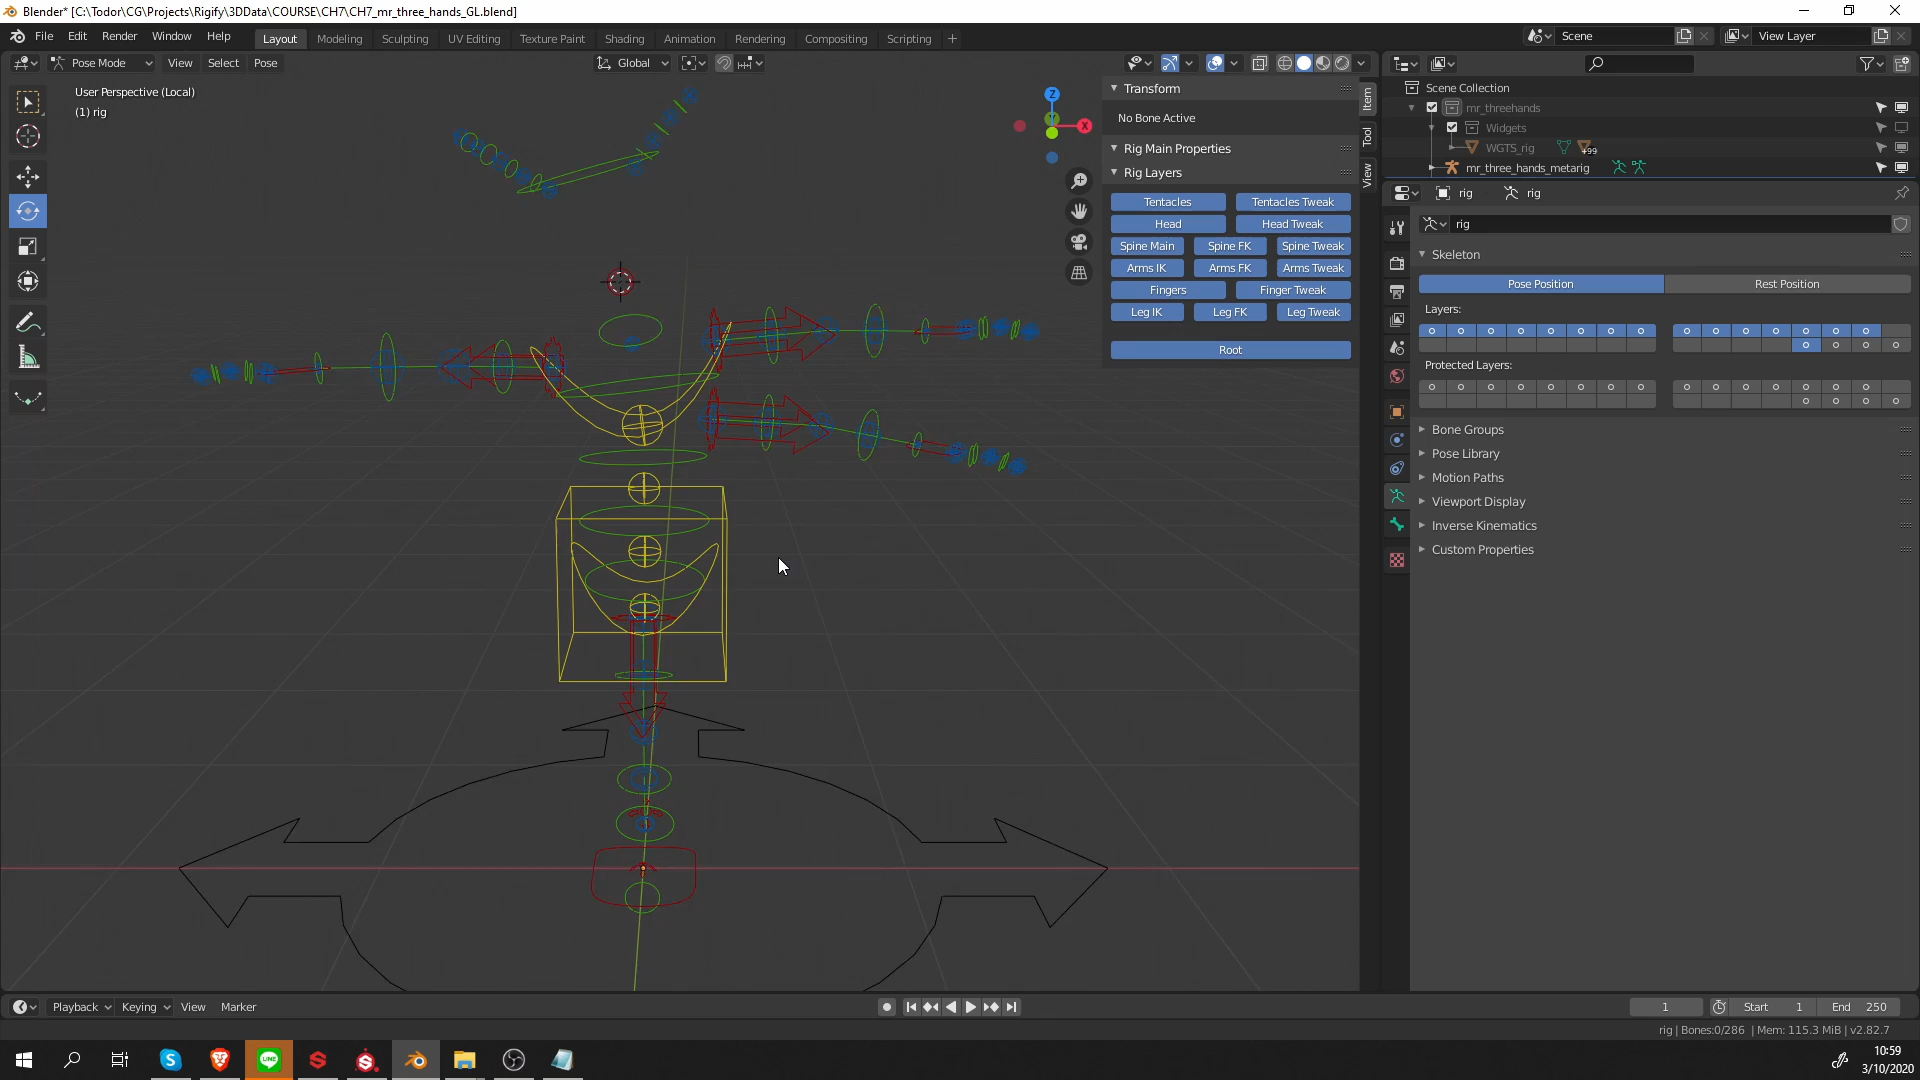 Blender* [C:\Todor\CG\Projects\Rigify\3DData\COURSE\CH7\CH7_mr_three_hands_GL.blend]
File Edit Render Window Help
Layout Modeling Sculpting UV Editing Texture Paint Shading Animation Rendering Compositing Scripting +
Scene View Layer
Pose Mode View Select Pose
Global
User Perspective (Local)
(1) rig
Z
Y
X
Transform
No Bone Active
Rig Main Properties
Rig Layers
Tentacles Tentacles Tweak
Head Head Tweak
Spine Main Spine FK Spine Tweak
Arms IK Arms FK Arms Tweak
Fingers Finger Tweak
Leg IK Leg FK Leg Tweak
Root
Item
Tool
View
Scene Collection
mr_threehands
Widgets
WGTS_rig +99
mr_three_hands_metarig
rig rig
rig
Skeleton
Pose Position Rest Position
Layers:
Protected Layers:
Bone Groups
Pose Library
Motion Paths
Viewport Display
Inverse Kinematics
Custom Properties
Playback Keying View Marker
1 Start 1 End 250
rig | Bones:0/286 | Mem: 115.3 MiB | v2.82.7
LINE
10:59
3/10/2020